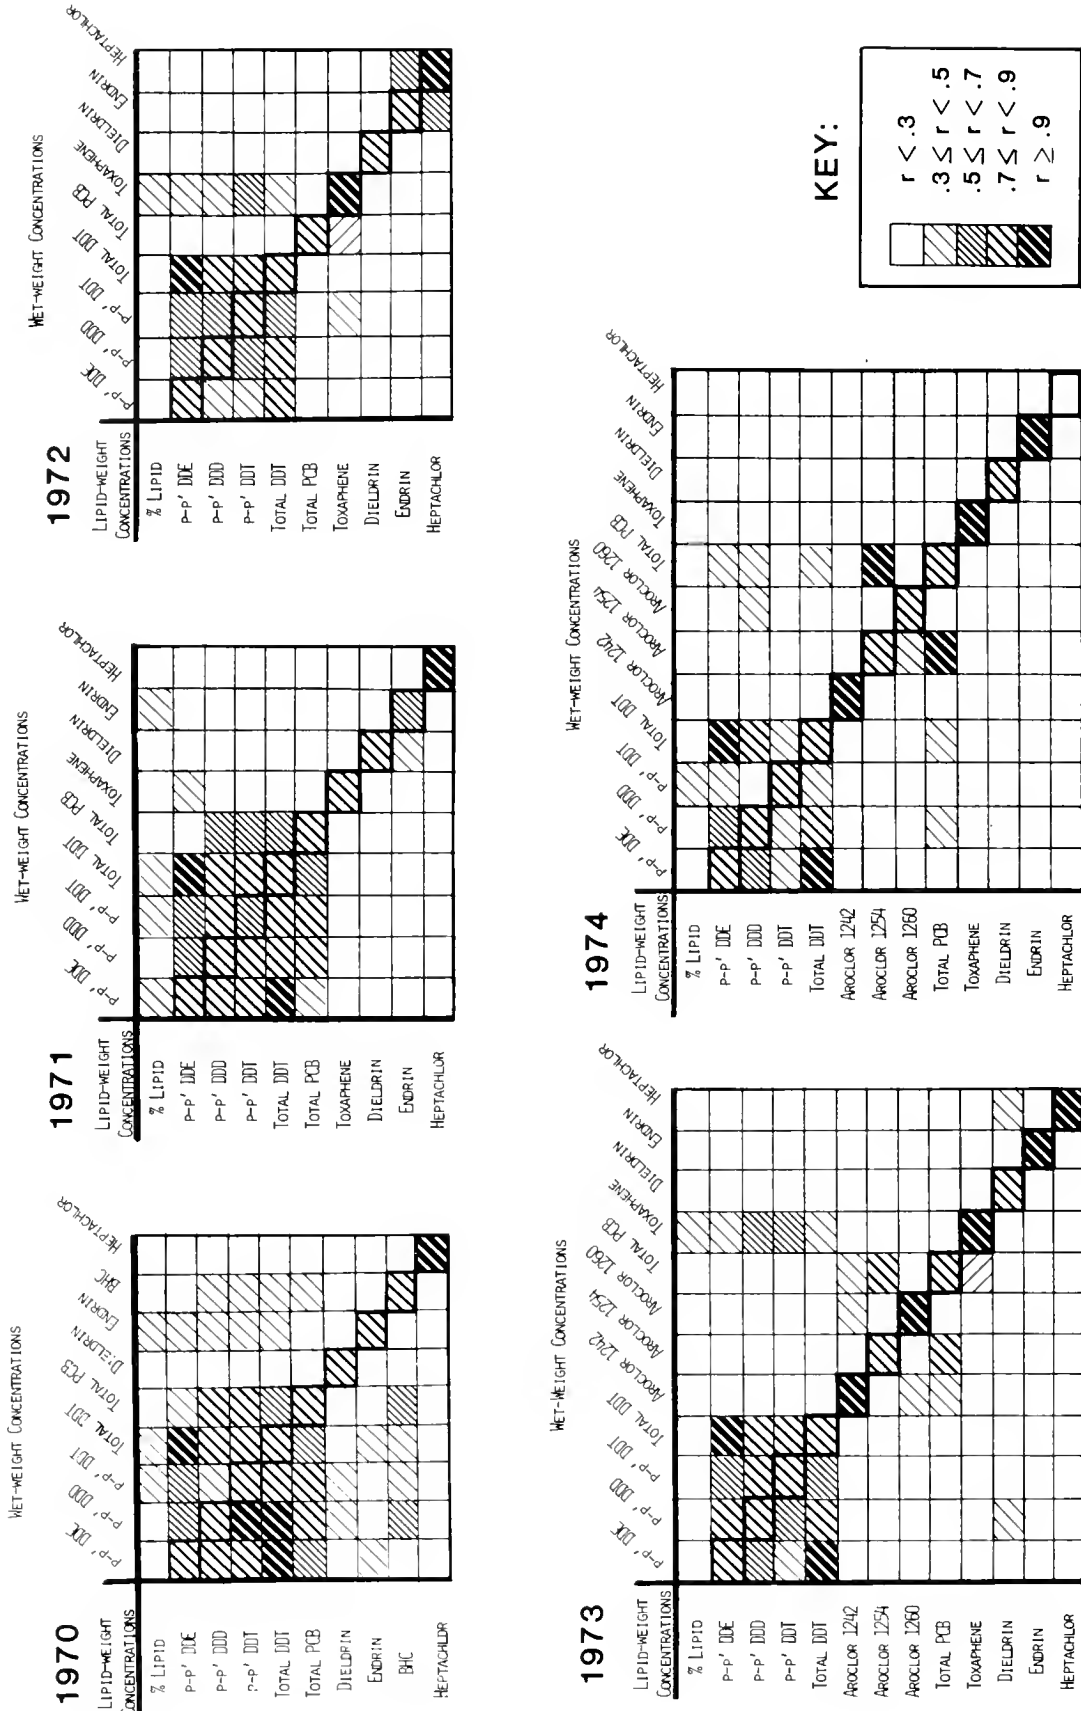 1970
WET-WEIGHT CONCENTRATIONS
LIPID-WEIGHT
CONCENTRATIONS
P-P' DDE
P-P' DDD
P-P' DDT
TOTAL DDT
TOTAL PCB
DIELDRIN
ENDRIN
BHC
HEPTACHLOR
% LIPID
P-P' DDE
P-P' DDD
P-P' DDT
TOTAL DDT
TOTAL PCB
DIELDRIN
ENDRIN
BHC
HEPTACHLOR
1971
WET-WEIGHT CONCENTRATIONS
LIPID-WEIGHT
CONCENTRATIONS
P-P' DDE
P-P' DDD
P-P' DDT
TOTAL DDT
TOTAL PCB
TOXAPHENE
DIELDRIN
ENDRIN
HEPTACHLOR
% LIPID
P-P' DDE
P-P' DDD
P-P' DDT
TOTAL DDT
TOTAL PCB
TOXAPHENE
DIELDRIN
ENDRIN
HEPTACHLOR
1972
WET-WEIGHT CONCENTRATIONS
LIPID-WEIGHT
CONCENTRATIONS
P-P' DDE
P-P' DDD
P-P' DDT
TOTAL DDT
TOTAL PCB
TOXAPHENE
DIELDRIN
ENDRIN
HEPTACHLOR
% LIPID
P-P' DDE
P-P' DDD
P-P' DDT
TOTAL DDT
TOTAL PCB
TOXAPHENE
DIELDRIN
ENDRIN
HEPTACHLOR
1973
WET-WEIGHT CONCENTRATIONS
LIPID-WEIGHT
CONCENTRATIONS
P-P' DDE
P-P' DDD
P-P' DDT
TOTAL DDT
AROCLOR 1242
AROCLOR 1254
AROCLOR 1260
TOTAL PCB
TOXAPHENE
DIELDRIN
ENDRIN
HEPTACHLOR
% LIPID
P-P' DDE
P-P' DDD
P-P' DDT
TOTAL DDT
AROCLOR 1242
AROCLOR 1254
AROCLOR 1260
TOTAL PCB
TOXAPHENE
DIELDRIN
ENDRIN
HEPTACHLOR
1974
WET-WEIGHT CONCENTRATIONS
LIPID-WEIGHT
CONCENTRATIONS
P-P' DDE
P-P' DDD
P-P' DDT
TOTAL DDT
AROCLOR 1242
AROCLOR 1254
AROCLOR 1260
TOTAL PCB
TOXAPHENE
DIELDRIN
ENDRIN
HEPTACHLOR
% LIPID
P-P' DDE
P-P' DDD
P-P' DDT
TOTAL DDT
AROCLOR 1242
AROCLOR 1254
AROCLOR 1260
TOTAL PCB
TOXAPHENE
DIELDRIN
ENDRIN
HEPTACHLOR
KEY:
r < .3
.3 ≤ r < .5
.5 ≤ r < .7
.7 ≤ r < .9
r ≥ .9